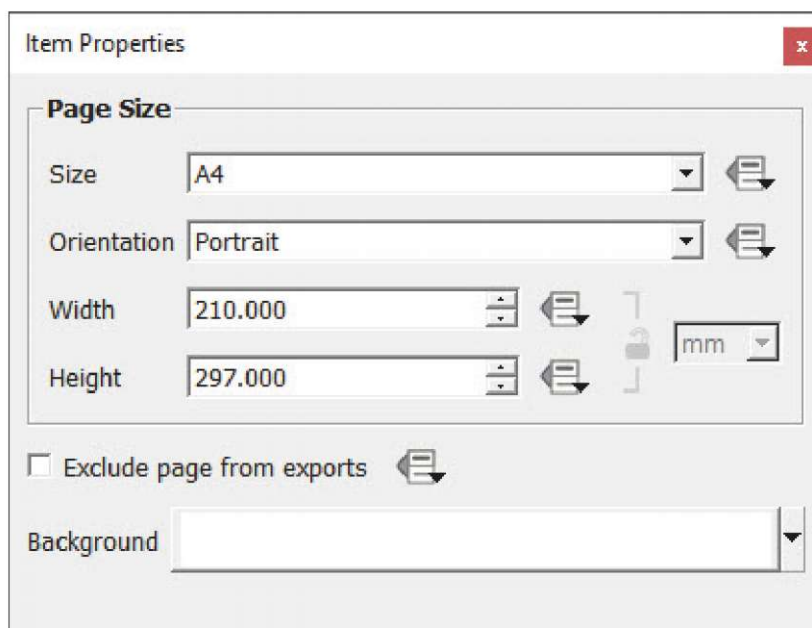 Item Properties
x
Page Size
Size A4
Orientation Portrait
Width 210.000
mm
Height 297.000
Exclude page from exports
Background